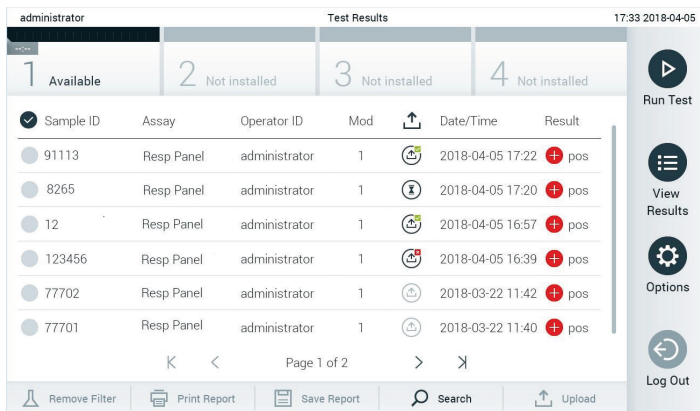 administrator Test Results 17:33 2018-04-05
--:--
1 Available 2 Not installed 3 Not installed 4 Not installed
Run Test
Sample ID Assay Operator ID Mod Date/Time Result
91113 Resp Panel administrator 1 2018-04-05 17:22 pos
8265 Resp Panel administrator 1 2018-04-05 17:20 pos
View
Results
12 Resp Panel administrator 1 2018-04-05 16:57 pos
123456 Resp Panel administrator 1 2018-04-05 16:39 pos
Options
77702 Resp Panel administrator 1 2018-03-22 11:42 pos
77701 Resp Panel administrator 1 2018-03-22 11:40 pos
Page 1 of 2
Log Out
Remove Filter Print Report Save Report Search Upload